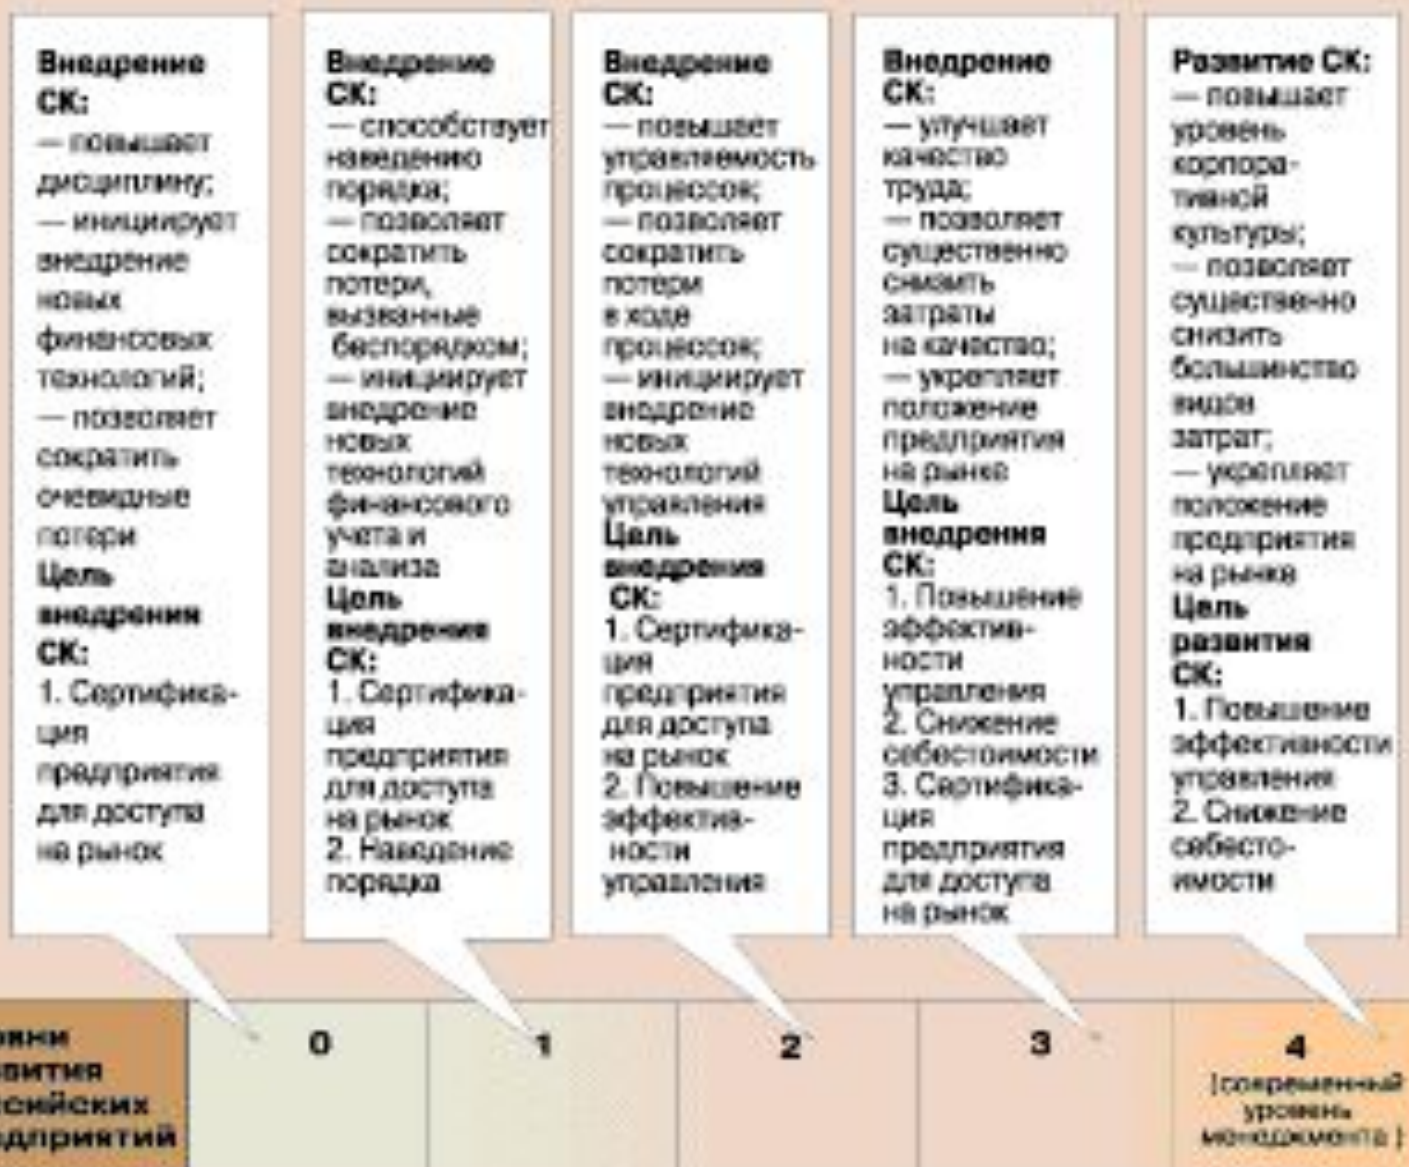 Внедрение
СК:
— повышает
дисциплину;
— инициирует
внедрение
новых
финансовых
технологий;
— позволяет
сократить
очевидные
потери
Цель
внедрения
СК:
1. Сертифика-
ция
предприятия
для доступа
на рынок
Внедрение
СК:
— способствует
наведению
порядка;
— позволяет
сократить
потери,
вызванные
беспорядком;
— инициирует
внедрение
новых
технологий
финансового
учета и
анализа
Цель
внедрения
СК:
1. Сертифика-
ция
предприятия
для доступа
на рынок
2. Наведение
порядка
Внедрение
СК:
— повышает
управляемость
процессов;
— позволяет
сократить
потери
в ходе
процессов;
— инициирует
внедрение
новых
технологий
управления
Цель
внедрения
СК:
1. Сертифика-
ция
предприятия
для доступа
на рынок
2. Повышение
эффектив-
ности
управления
Внедрение
СК:
— улучшает
качество
труда;
— позволяет
существенно
снизить
затраты
на качество;
— укрепляет
положение
предприятия
на рынке
Цель
внедрения
СК:
1. Повышение
эффектив-
ности
управления
2. Снижение
себестоимости
3. Сертифика-
ция
предприятия
для доступа
на рынок
Развитие СК:
— повышает
уровень
корпора-
тивной
культуры;
— позволяет
существенно
снизить
большинство
видов
затрат;
— укрепляет
положение
предприятия
на рынке
Цель
развития
СК:
1. Повышение
эффективности
управления
2. Снижение
себесто-
имости
овни
звития
ссийских
едприятий
0
1
2
3
4
(современный
уровень
менеджмента )